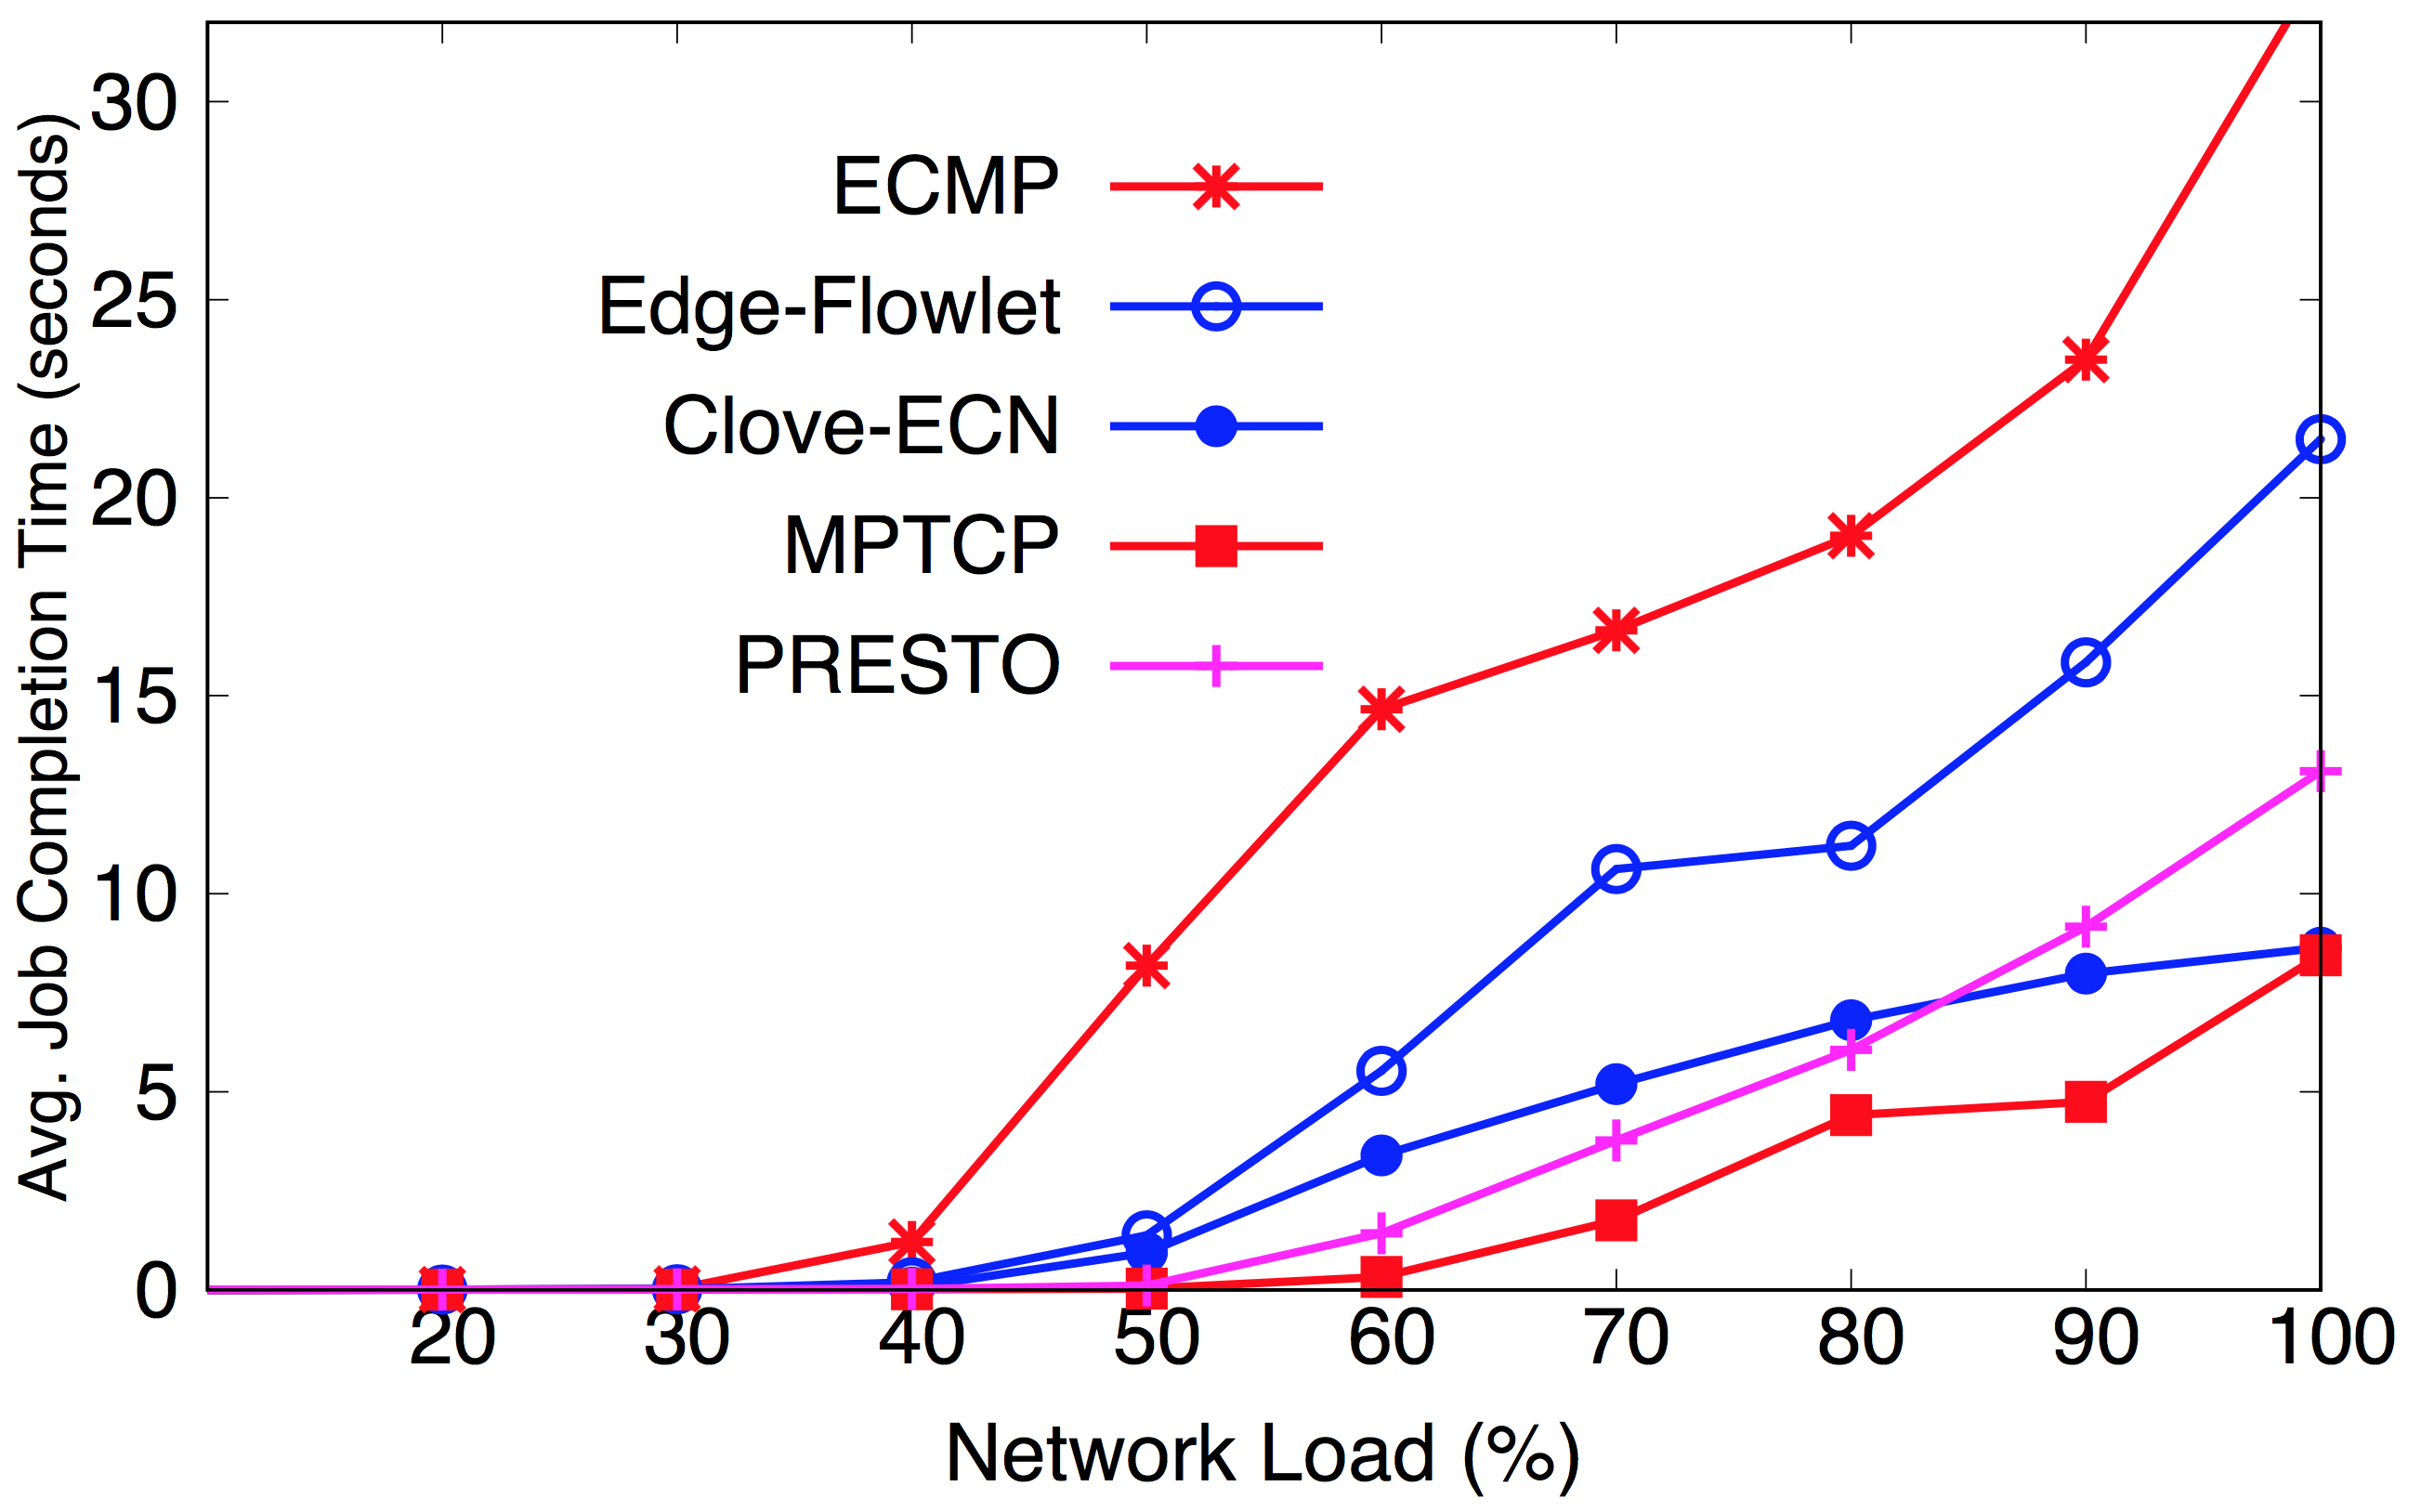 Avg. Job Completion Time (seconds)
30
25
20
15
10
5
0
ECMP
Edge-Flowlet
Clove-ECN
MPTCP
PRESTO
20 30 40 50 60 70 80 90 100
Network Load (%)